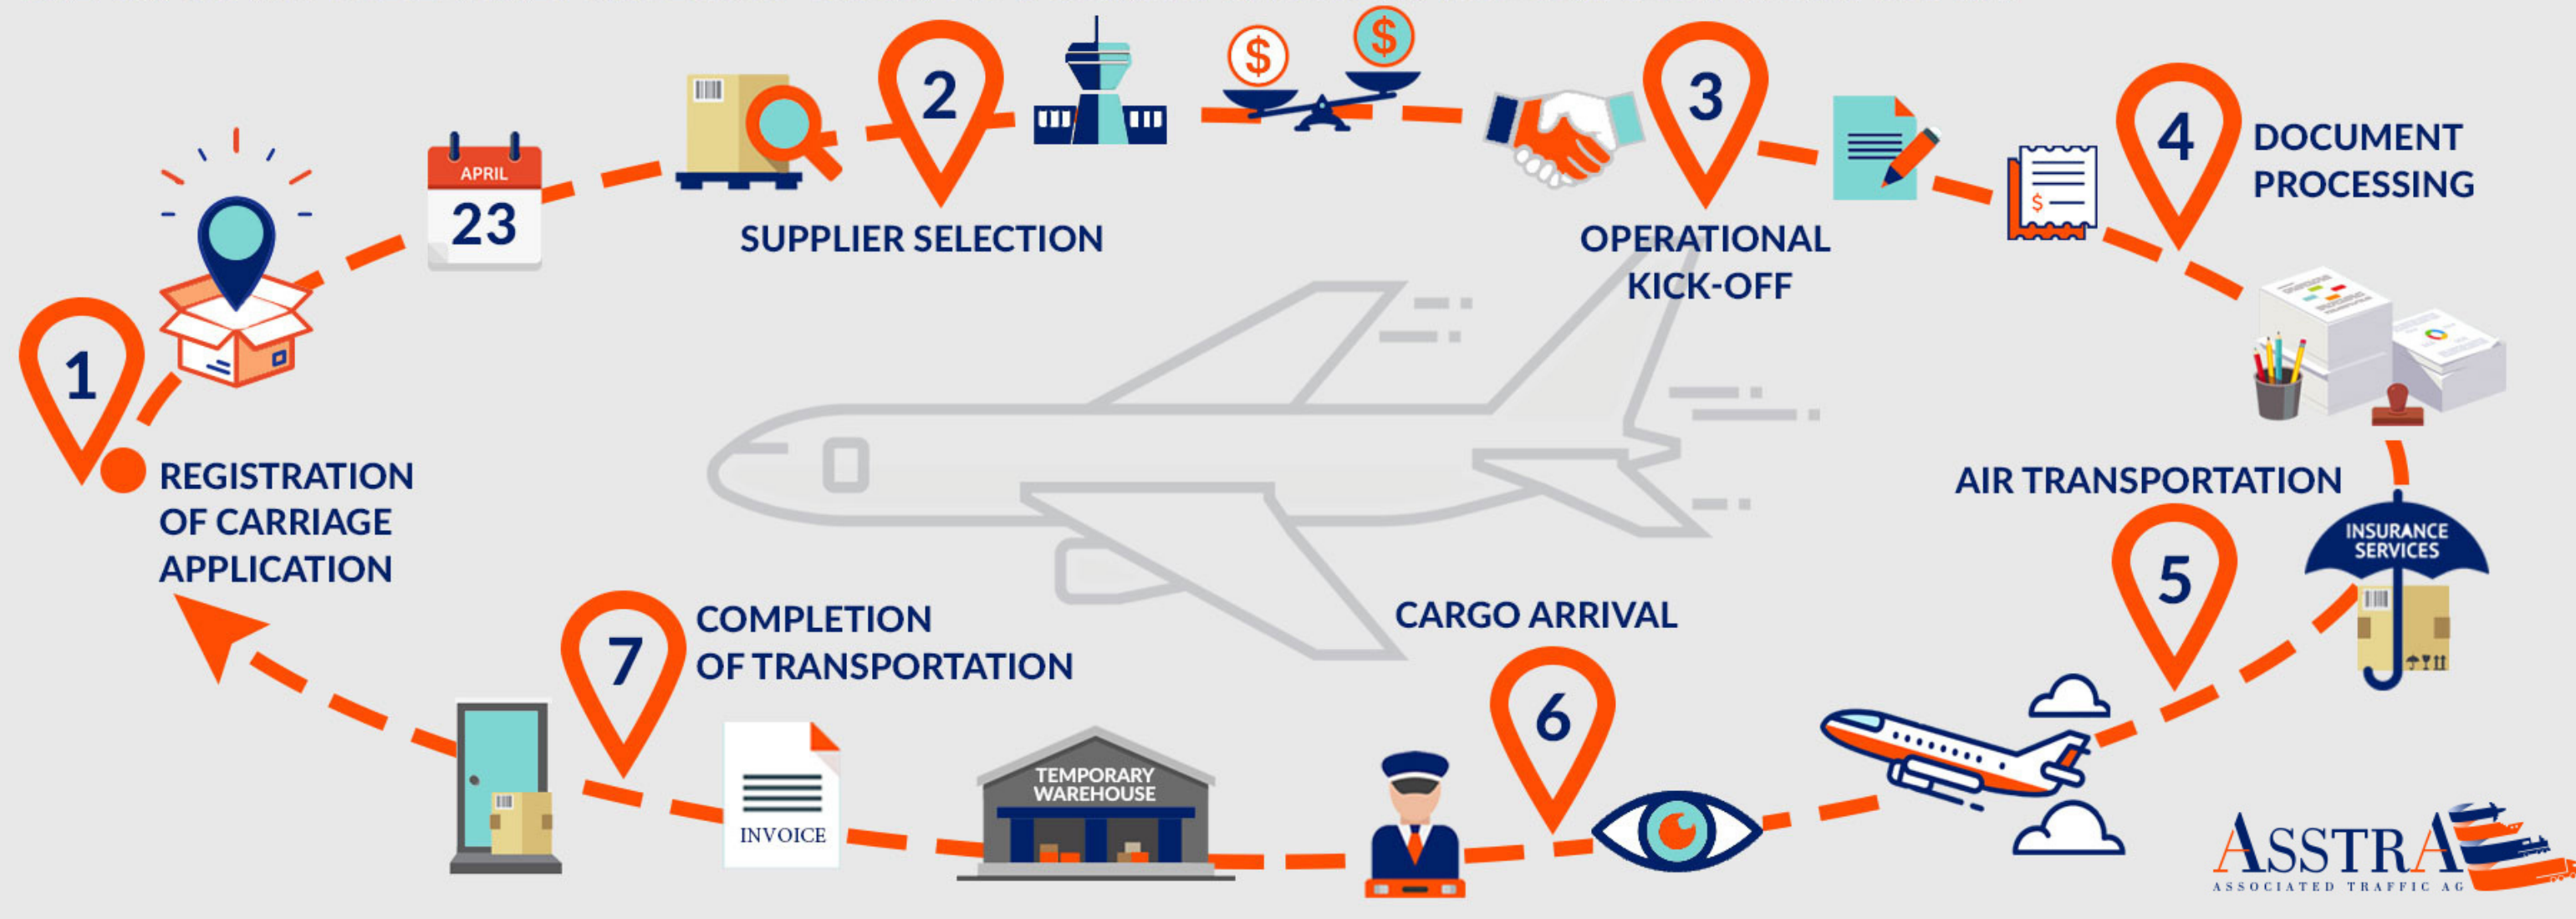 1
REGISTRATION
OF CARRIAGE
APPLICATION
APRIL
23
2
SUPPLIER SELECTION
$
$
3
OPERATIONAL
KICK-OFF
$
4
DOCUMENT
PROCESSING
AIR TRANSPORTATION
5
INSURANCE
SERVICES
CARGO ARRIVAL
6
TEMPORARY
WAREHOUSE
INVOICE
7
COMPLETION
OF TRANSPORTATION
ASSTRA
ASSOCIATED TRAFFIC AG